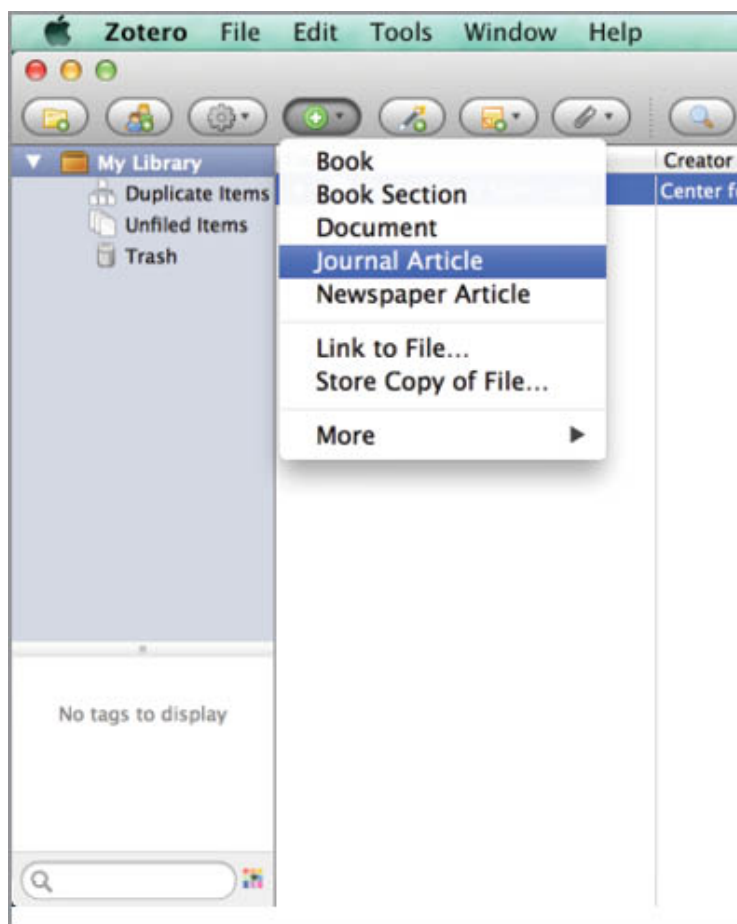 Zotero File Edit Tools Window Help
My Library
Duplicate Items
Unfiled Items
Trash
Book
Book Section
Document
Journal Article
Newspaper Article
Link to File...
Store Copy of File...
More
Creator
Center f
No tags to display